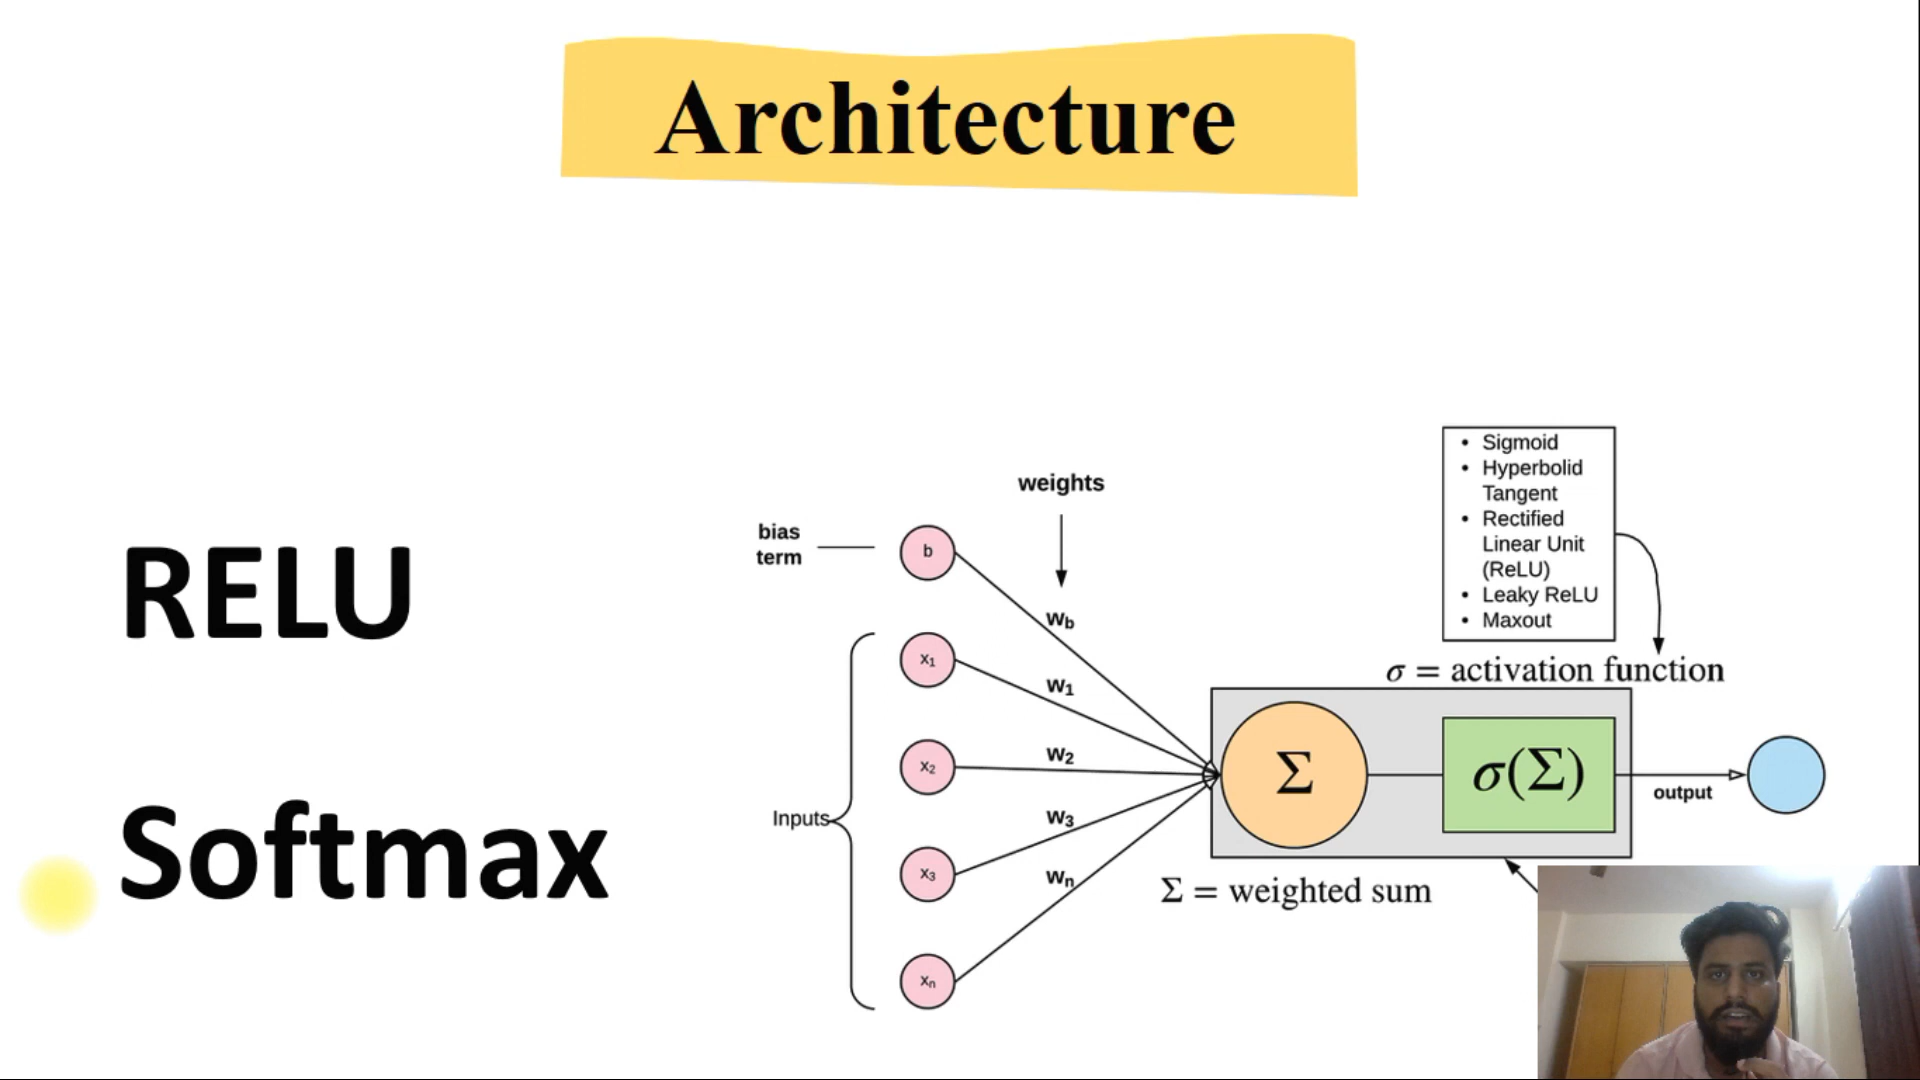 Architecture
RELU
Softmax
weights
bias
term
b
x1
x2
x3
xn
Inputs
wb
w1
w2
w3
wn
• Sigmoid
• Hyperbolid
Tangent
• Rectified
Linear Unit
(ReLU)
• Leaky ReLU
• Maxout
σ = activation function
Σ
σ(Σ)
output
Σ = weighted sum